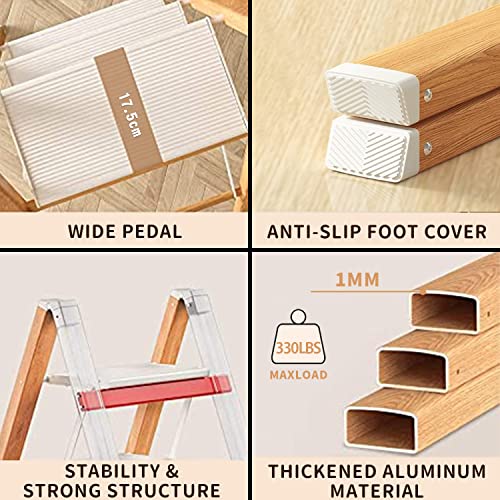 17.5cm
WIDE PEDAL
ANTI-SLIP FOOT COVER
STABILITY &
STRONG STRUCTURE
1MM
330LBS
MAXLOAD
THICKENED ALUMINUM
MATERIAL